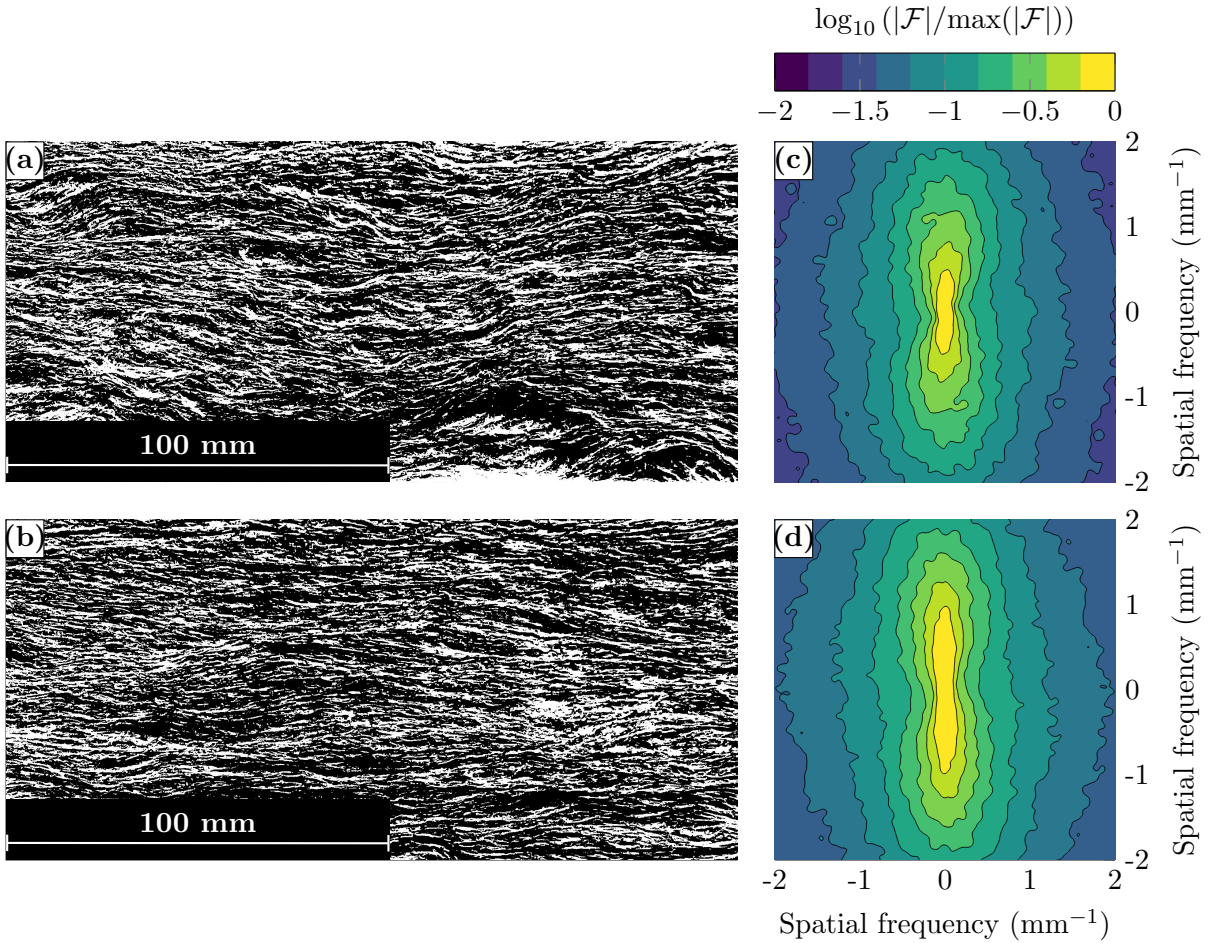 log₁₀ (|ℱ|/max(|ℱ|))
−2 −1.5 −1 −0.5 0
(a)
100 mm
(c)
2
1
0
-1
-2
Spatial frequency (mm⁻¹)
(b)
100 mm
(d)
2
1
0
-1
-2
Spatial frequency (mm⁻¹)
-2 -1 0 1 2
Spatial frequency (mm⁻¹)